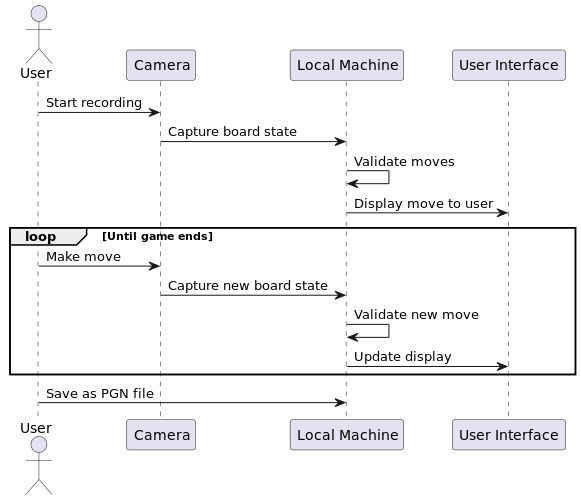 User
Camera
Local Machine
User Interface
Start recording
Capture board state
Validate moves
Display move to user
loop
[Until game ends]
Make move
Capture new board state
Validate new move
Update display
Save as PGN file
User
Camera
Local Machine
User Interface